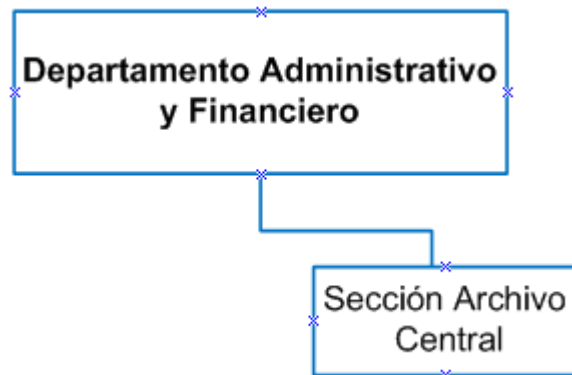 Departamento Administrativo
y Financiero
Sección Archivo
Central